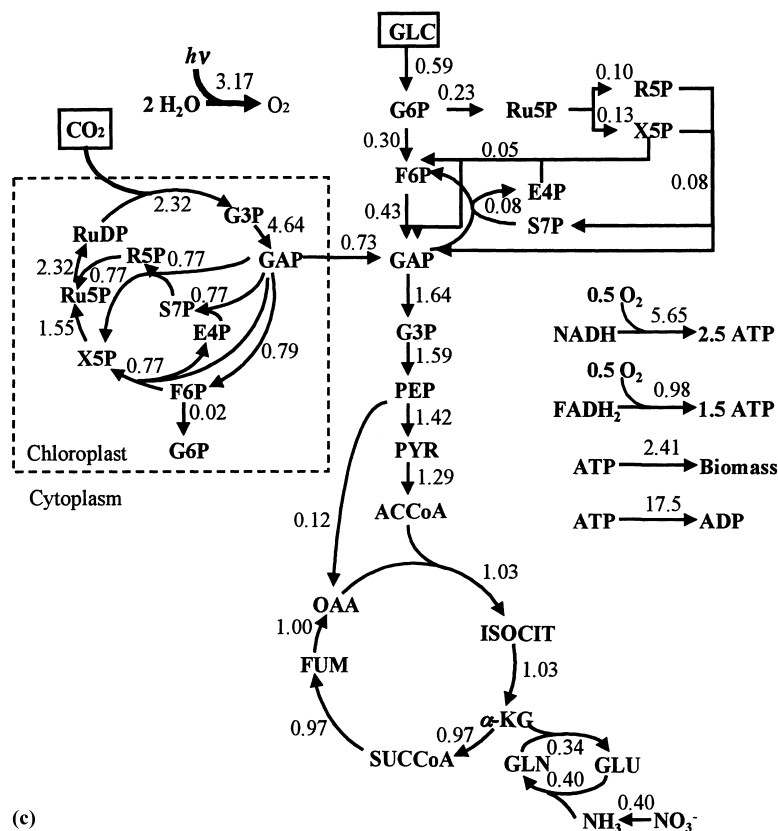 GLC
hν
3.17
0.59
2 H₂O O₂
G6P 0.23 Ru5P 0.10 R5P
0.13 X5P
CO₂
0.30
0.05
F6P E4P
0.08
2.32 G3P
0.43 0.08 S7P
RuDP 4.64
R5P 0.77 GAP 0.73 GAP
2.32 0.77
Ru5P S7P 0.77
1.64
0.5 O₂
1.55 E4P G3P 5.65
NADH 2.5 ATP
X5P 0.77 0.79
1.59
0.5 O₂
F6P PEP 0.98
FADH₂ 1.5 ATP
0.02
1.42
G6P PYR 2.41
Chloroplast ATP Biomass
1.29
Cytoplasm
0.12 ACCoA 17.5
ATP ADP
1.03
OAA
1.00 ISOCIT
FUM 1.03
0.97 α-KG
0.97
SUCCoA 0.34
GLN GLU
0.40
(c) NH₃ 0.40 NO₃⁻